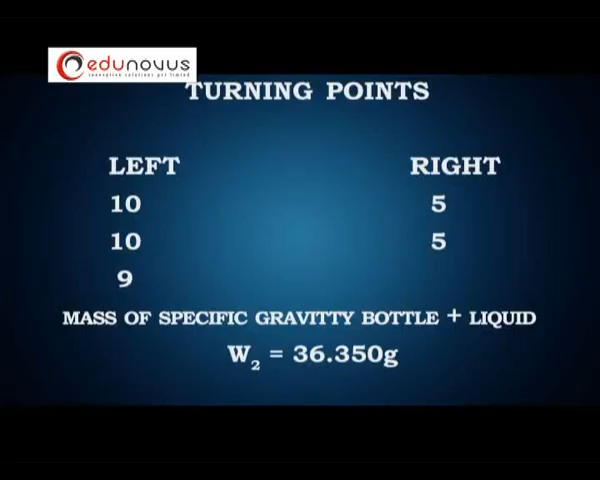 edunovus
innovative solutions pvt limited
TURNING POINTS
LEFT RIGHT
10 5
10 5
9
MASS OF SPECIFIC GRAVITTY BOTTLE + LIQUID
W2 = 36.350g